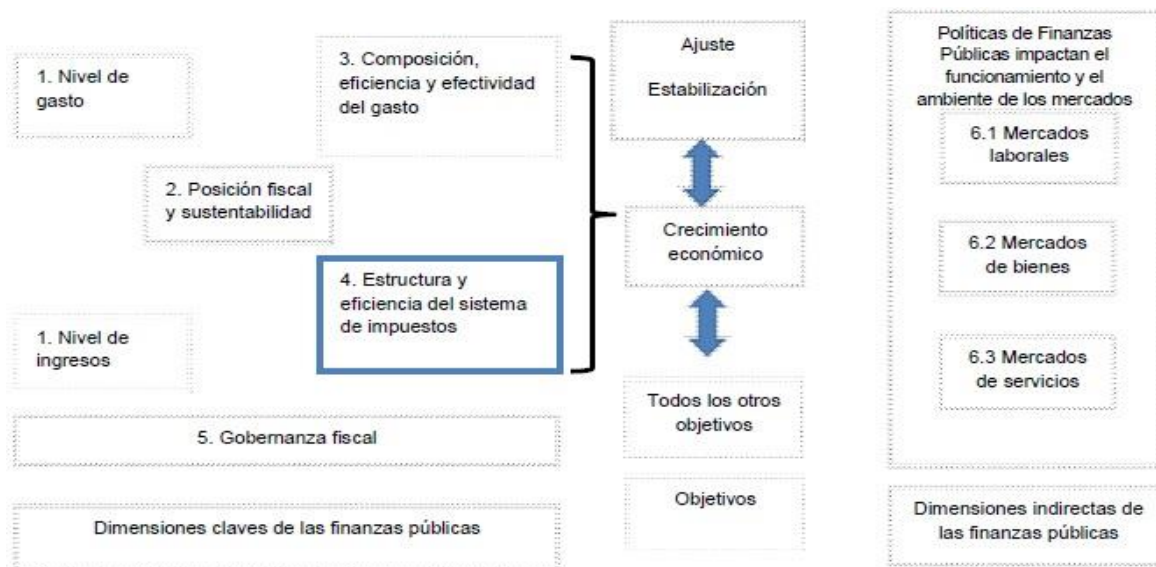 1. Nivel de
gasto
3. Composición,
eficiencia y efectividad
del gasto
2. Posición fiscal
y sustentabilidad
4. Estructura y
eficiencia del sistema
de impuestos
1. Nivel de
ingresos
5. Gobernanza fiscal
Dimensiones claves de las finanzas públicas
Ajuste
Estabilización
Crecimiento
económico
Todos los otros
objetivos
Objetivos
Políticas de Finanzas
Públicas impactan el
funcionamiento y el
ambiente de los mercados
6.1 Mercados
laborales
6.2 Mercados
de bienes
6.3 Mercados
de servicios
Dimensiones indirectas de
las finanzas públicas